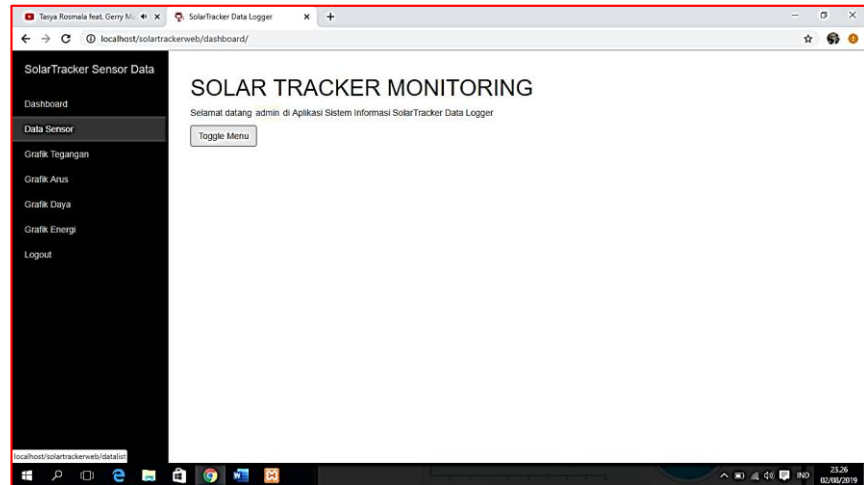 Tasya Rosmala feat. Gerry M
SolarTracker Data Logger
localhost/solartrackerweb/dashboard/
SolarTracker Sensor Data
Dashboard
Data Sensor
Grafik Tegangan
Grafik Arus
Grafik Daya
Grafik Energi
Logout
SOLAR TRACKER MONITORING
Selamat datang admin di Aplikasi Sistem Informasi SolarTracker Data Logger
Toggle Menu
localhost/solartrackerweb/datalist
IND
23.26
02/08/2019